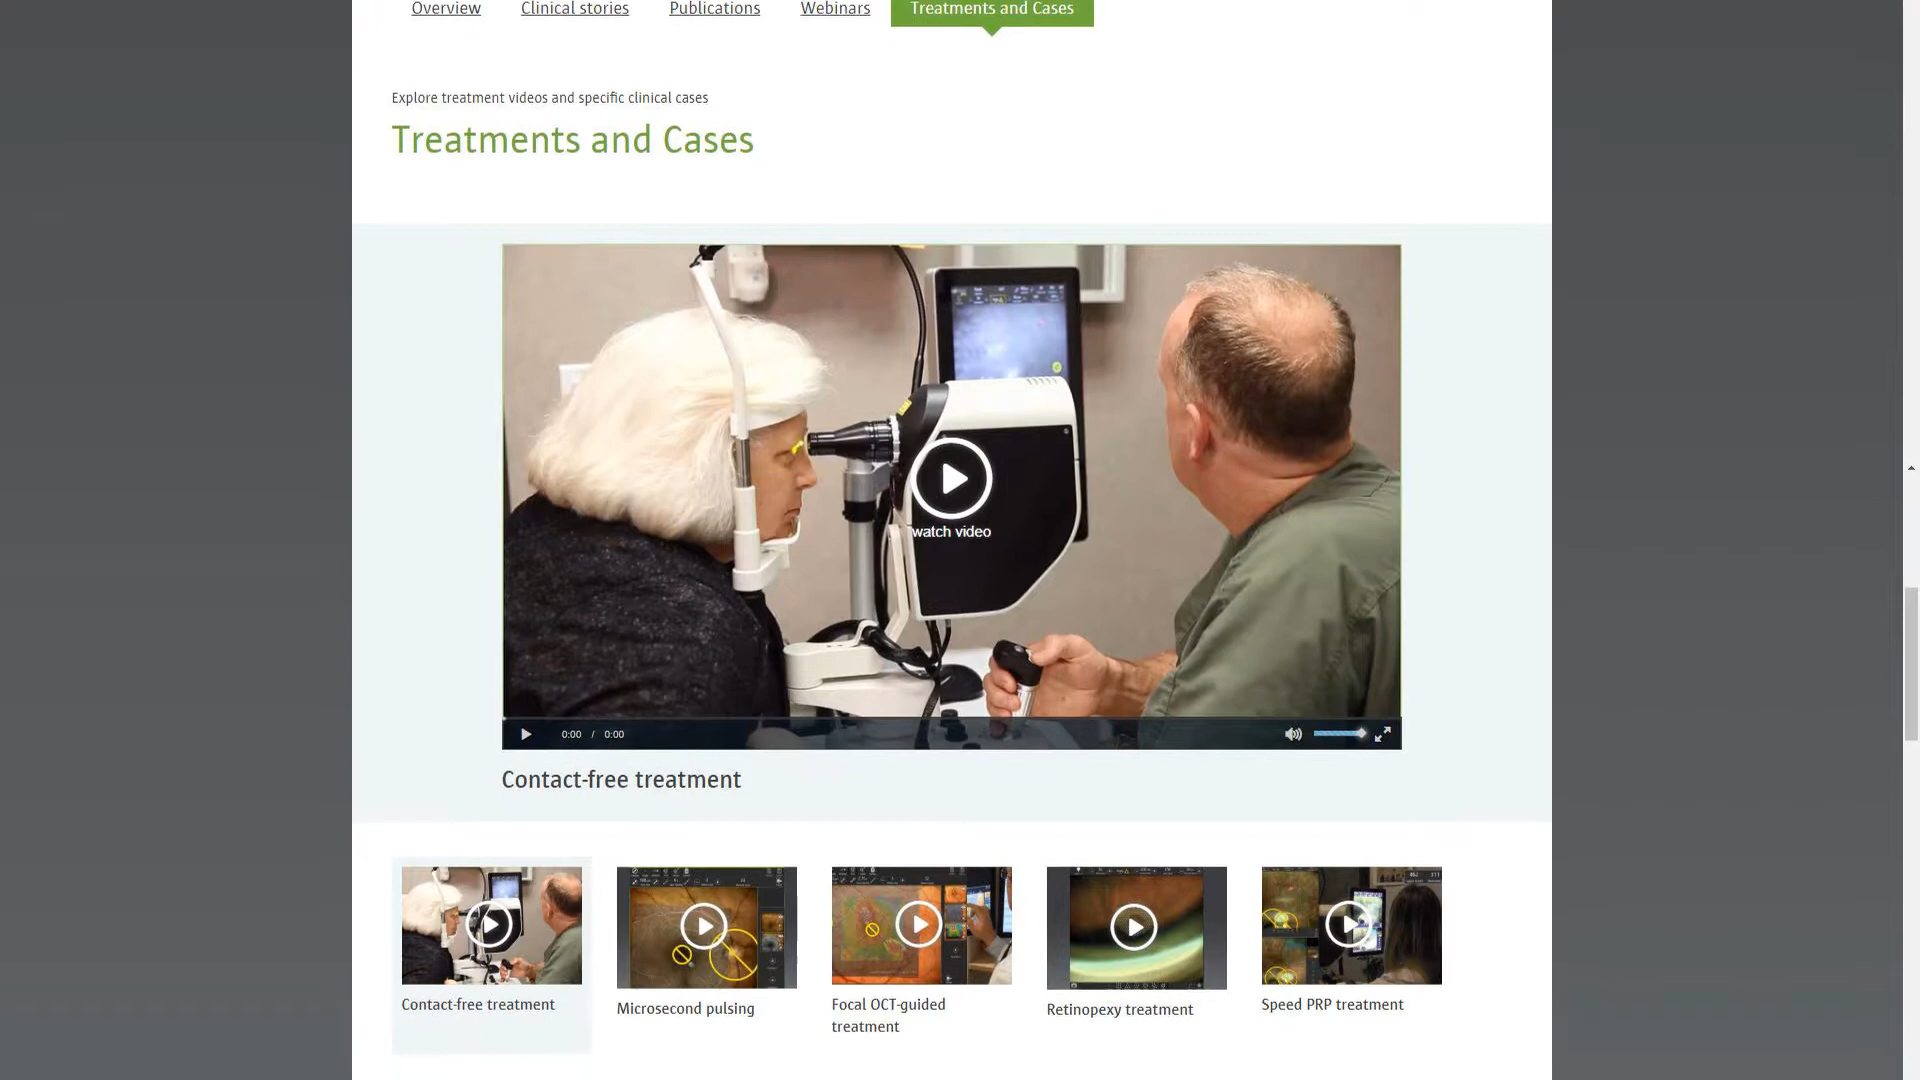 Overview Clinical stories Publications Webinars Treatments and Cases
Explore treatment videos and specific clinical cases
Treatments and Cases
watch video
0:00 / 0:00
Contact-free treatment
Contact-free treatment
Microsecond pulsing
Focal OCT-guided
treatment
Retinopexy treatment
Speed PRP treatment